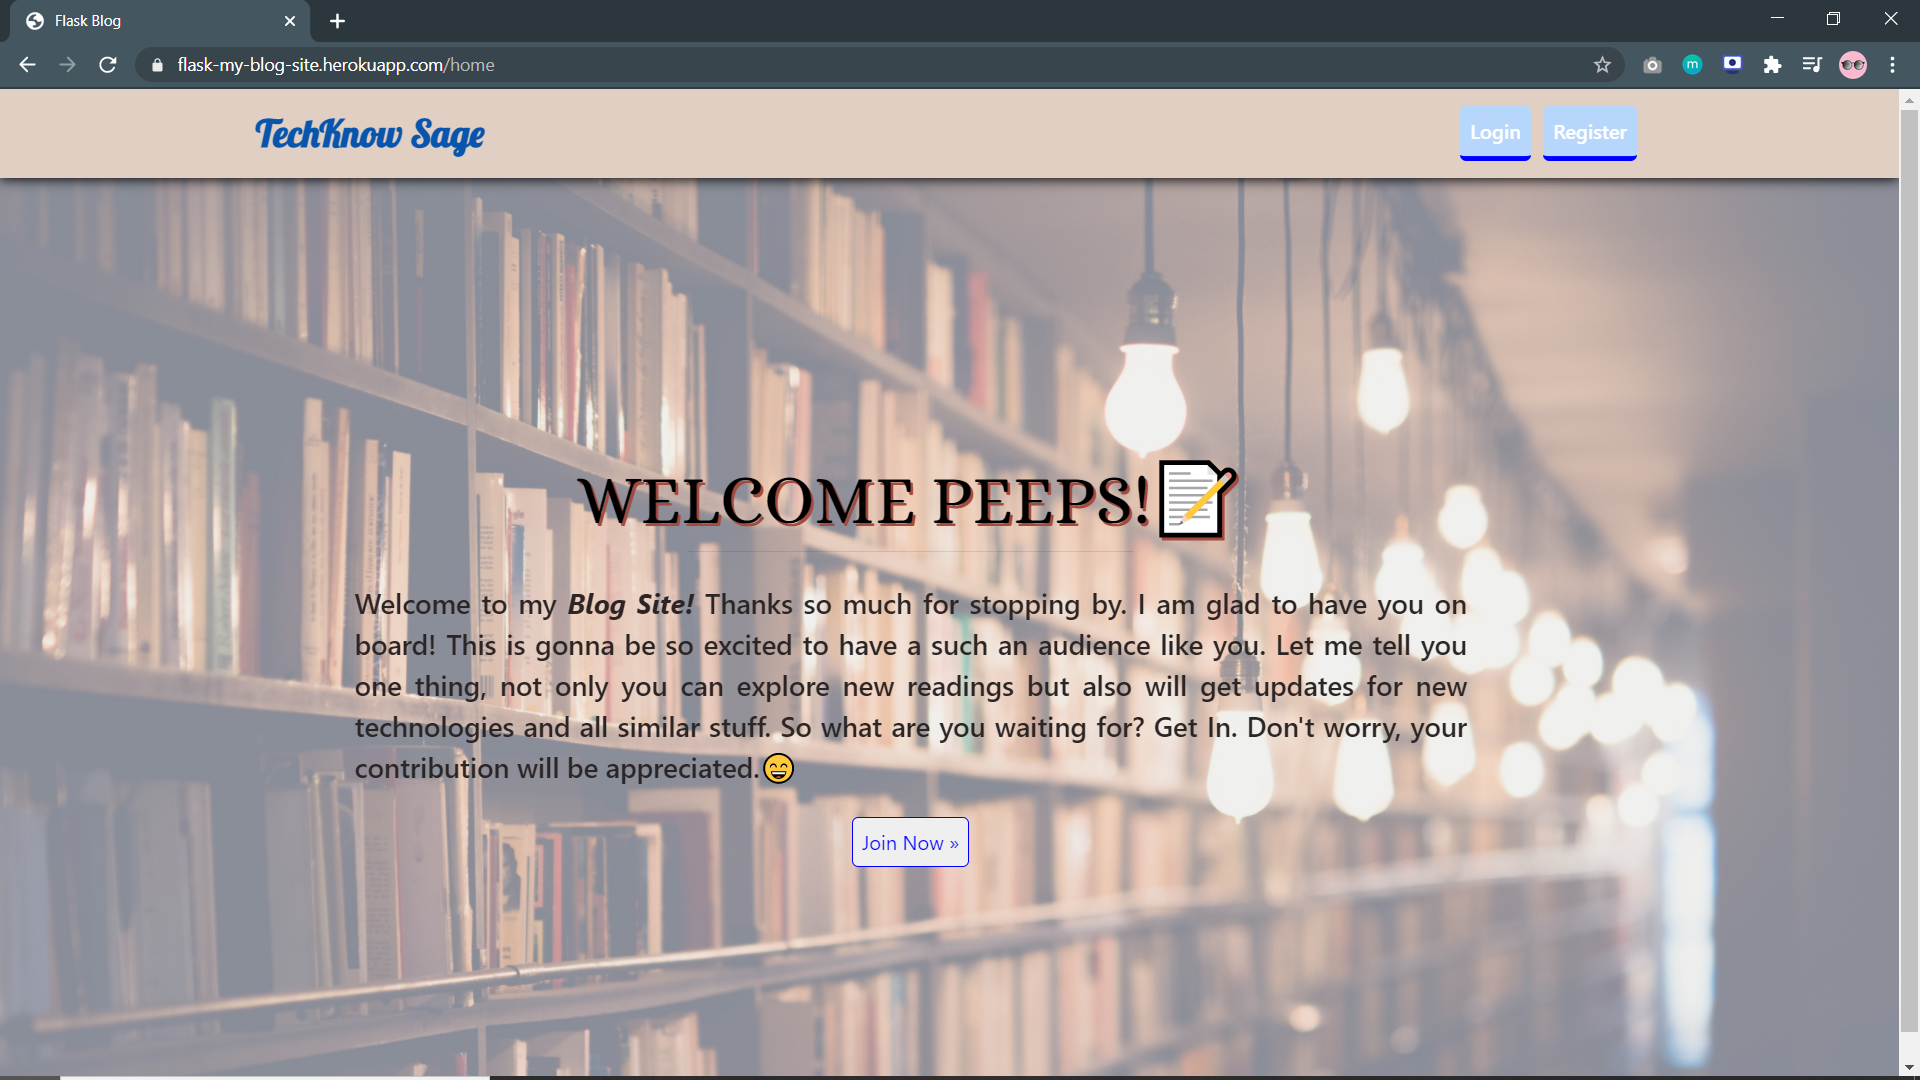 Flask Blog
flask-my-blog-site.herokuapp.com/home
m
TechKnow Sage
Login
Register
WELCOME PEEPS!📝
Welcome to my Blog Site! Thanks so much for stopping by. I am glad to have you on
board! This is gonna be so excited to have a such an audience like you. Let me tell you
one thing, not only you can explore new readings but also will get updates for new
technologies and all similar stuff. So what are you waiting for? Get In. Don't worry, your
contribution will be appreciated.😄
Join Now »